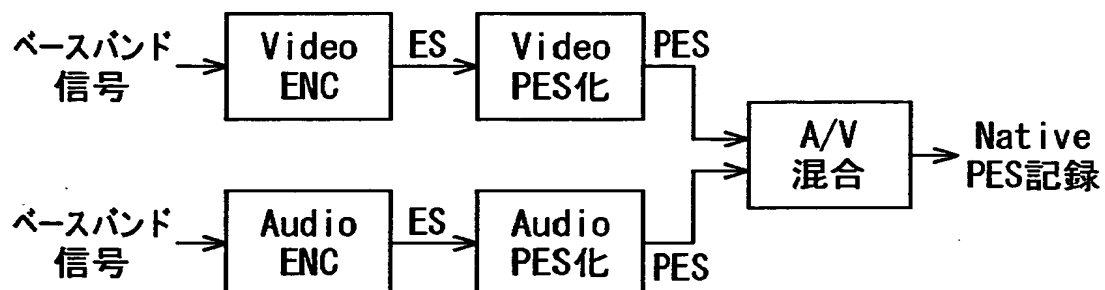 ベースバンド
信号
Video
ENC
ES
Video
PES化
PES
A/V
混合
Native
PES記録
ベースバンド
信号
Audio
ENC
ES
Audio
PES化
PES